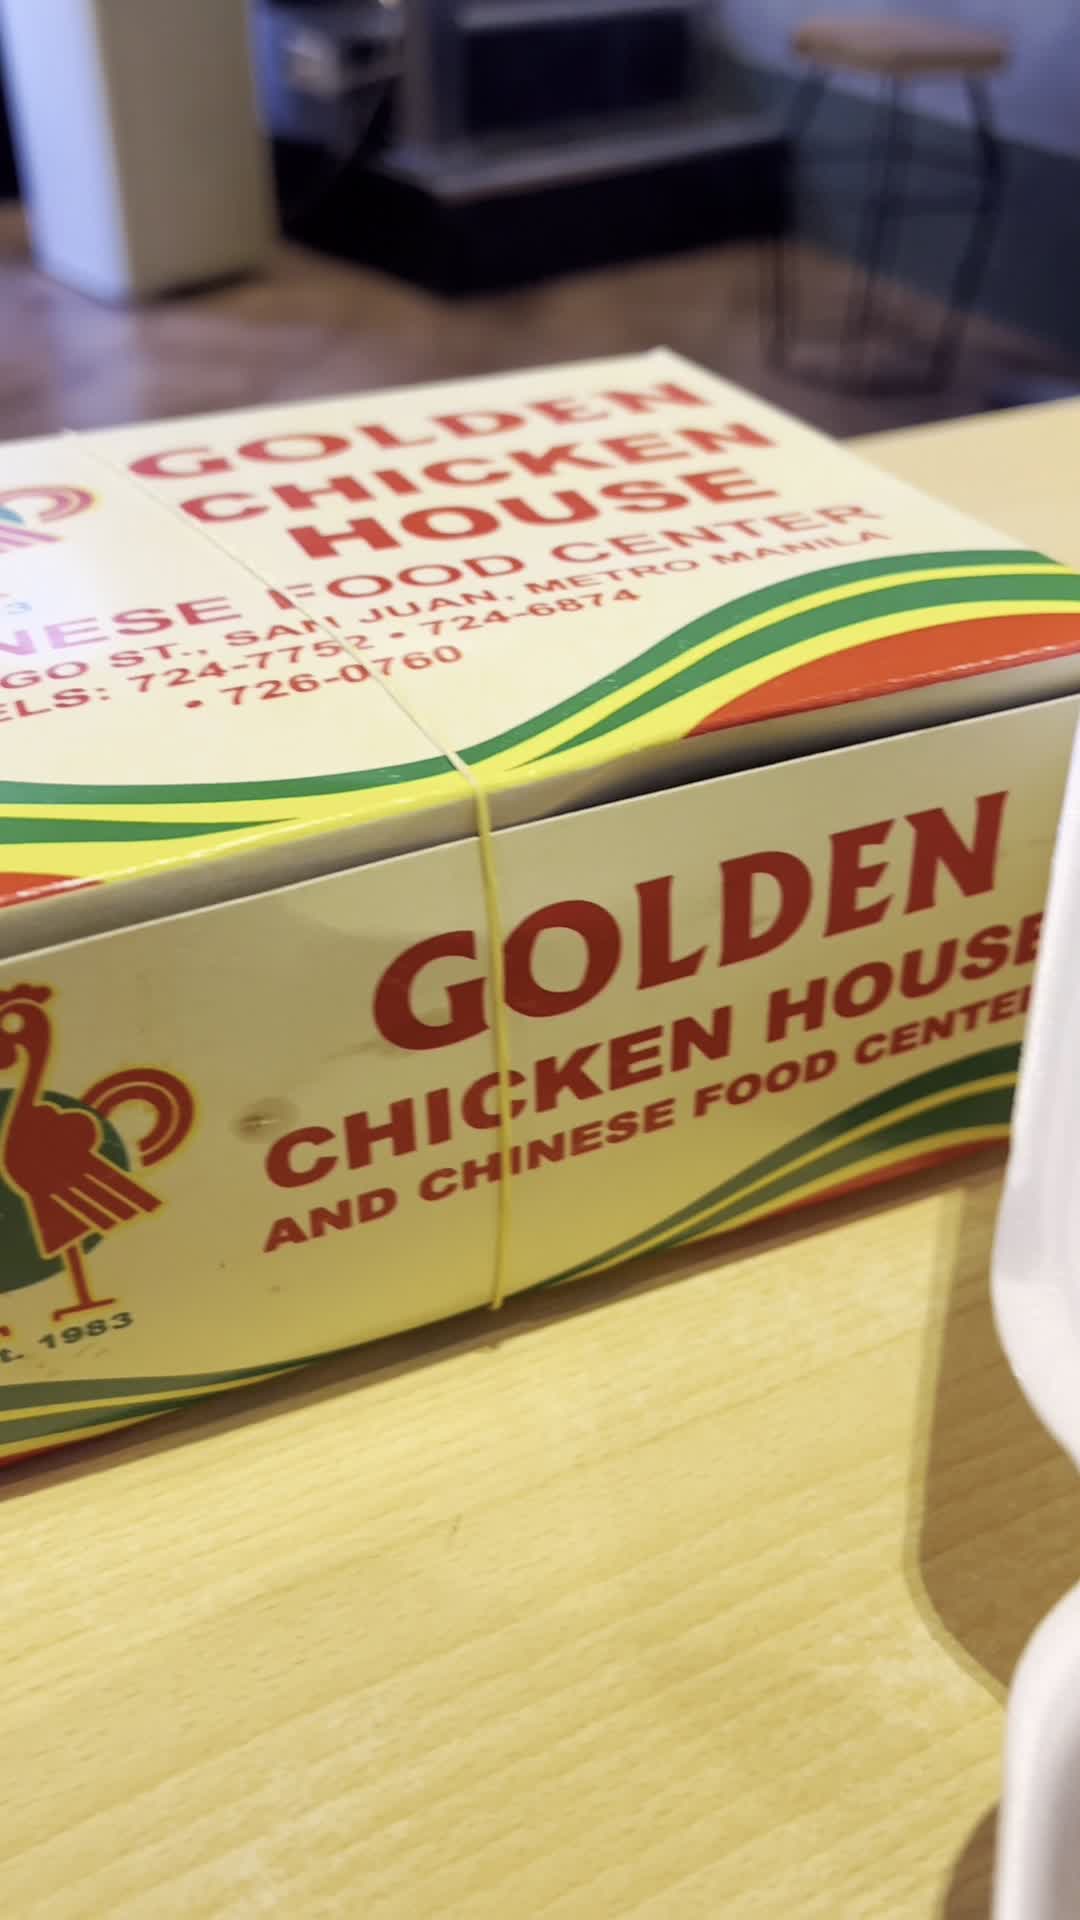 GOLDEN
CHICKEN
HOUSE
NESE FOOD CENTER
GO ST., SAN JUAN, METRO MANILA
ELS: 724-7752 • 724-6874
• 726-0760
3
GOLDEN
CHICKEN HOUSE
AND CHINESE FOOD CENTER
t. 1983